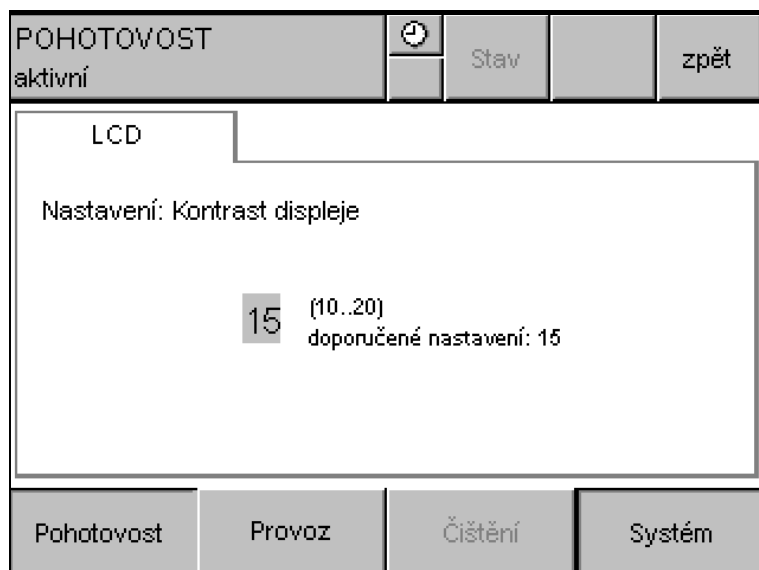 POHOTOVOST
aktivní
Stav
zpět
LCD
Nastavení: Kontrast displeje
15
(10..20)
doporučené nastavení: 15
Pohotovost
Provoz
Čištění
Systém